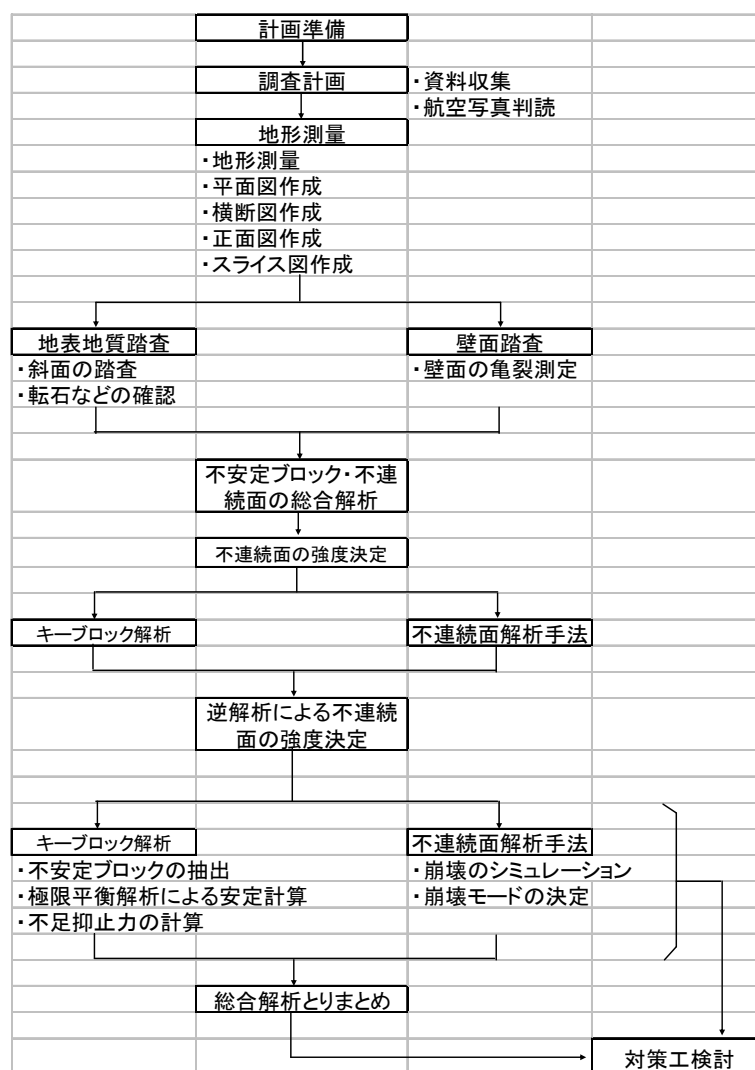 計画準備
調査計画
・資料収集
・航空写真判読
地形測量
・地形測量
・平面図作成
・横断図作成
・正面図作成
・スライス図作成
地表地質踏査
・斜面の踏査
・転石などの確認
壁面踏査
・壁面の亀裂測定
不安定ブロック・不連
続面の総合解析
不連続面の強度決定
キーブロック解析
不連続面解析手法
逆解析による不連続
面の強度決定
キーブロック解析
・不安定ブロックの抽出
・極限平衡解析による安定計算
・不足抑止力の計算
不連続面解析手法
・崩壊のシミュレーション
・崩壊モードの決定
総合解析とりまとめ
対策工検討